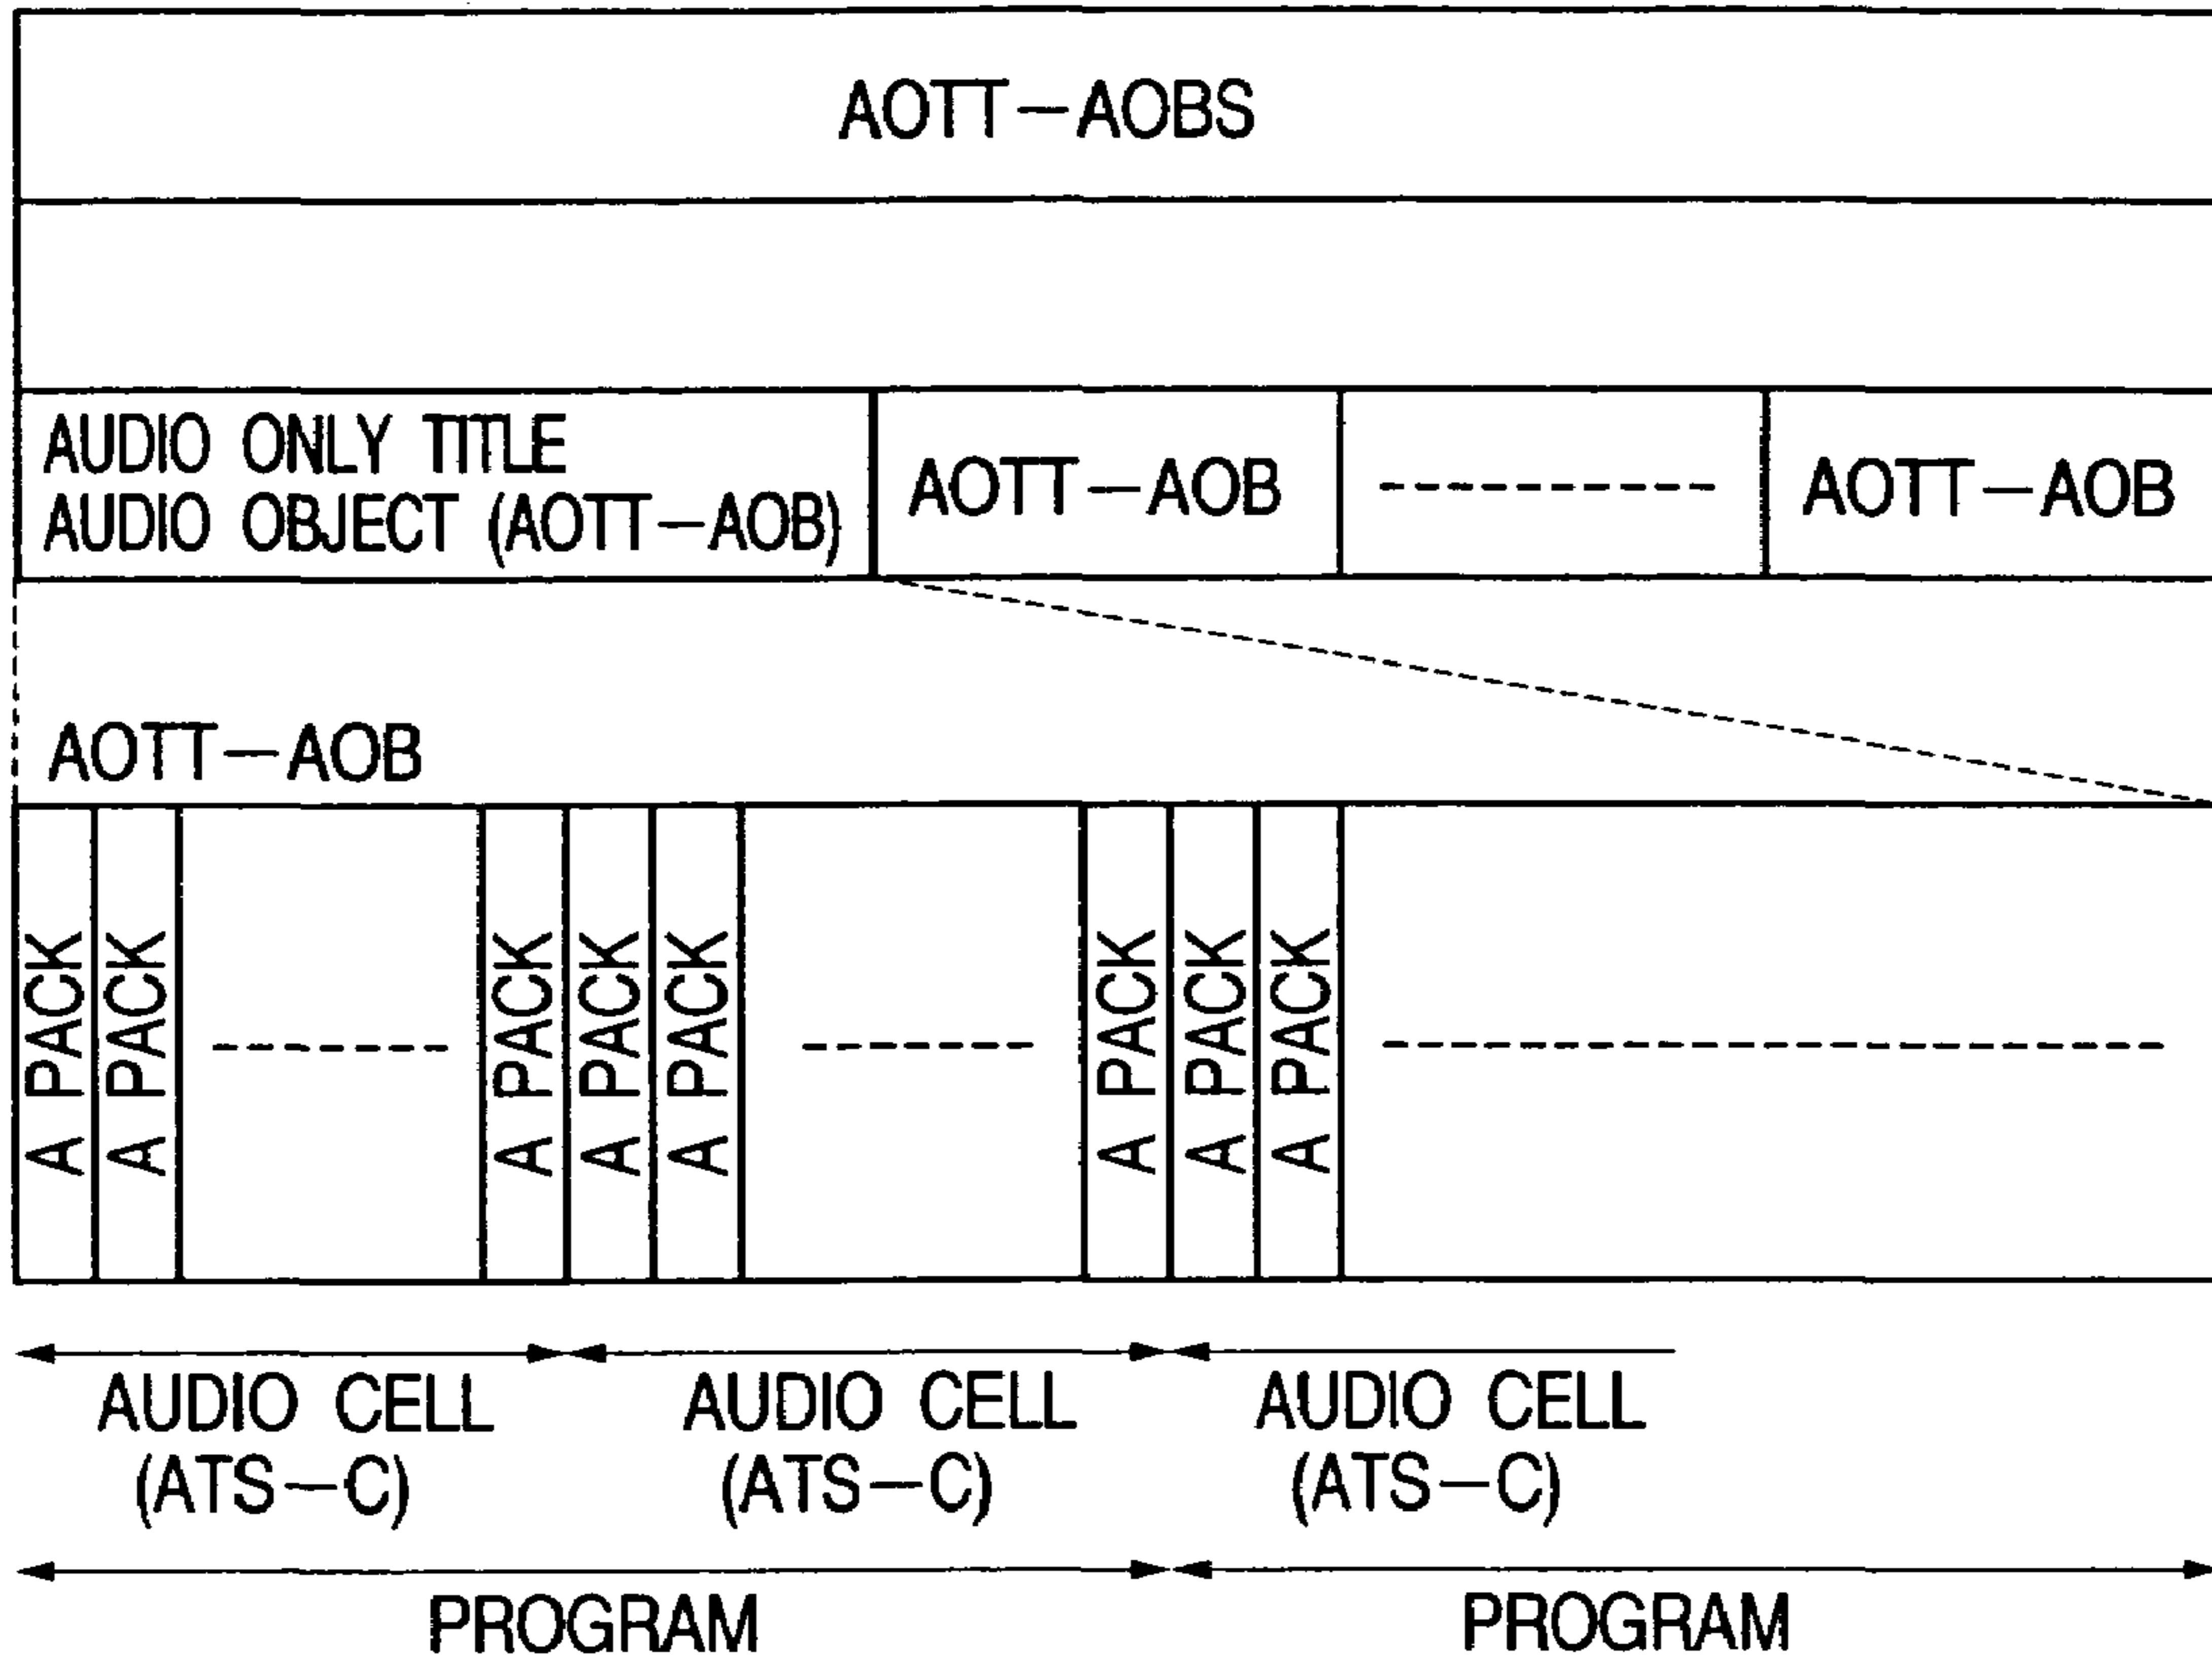 AOTT—AOBS
AUDIO ONLY TITLE
AUDIO OBJECT (AOTT—AOB)
AOTT—AOB
AOTT—AOB
AOTT—AOB
A PACK
A PACK
A PACK
A PACK
A PACK
A PACK
A PACK
A PACK
AUDIO CELL
(ATS—C)
AUDIO CELL
(ATS—C)
AUDIO CELL
(ATS—C)
PROGRAM
PROGRAM